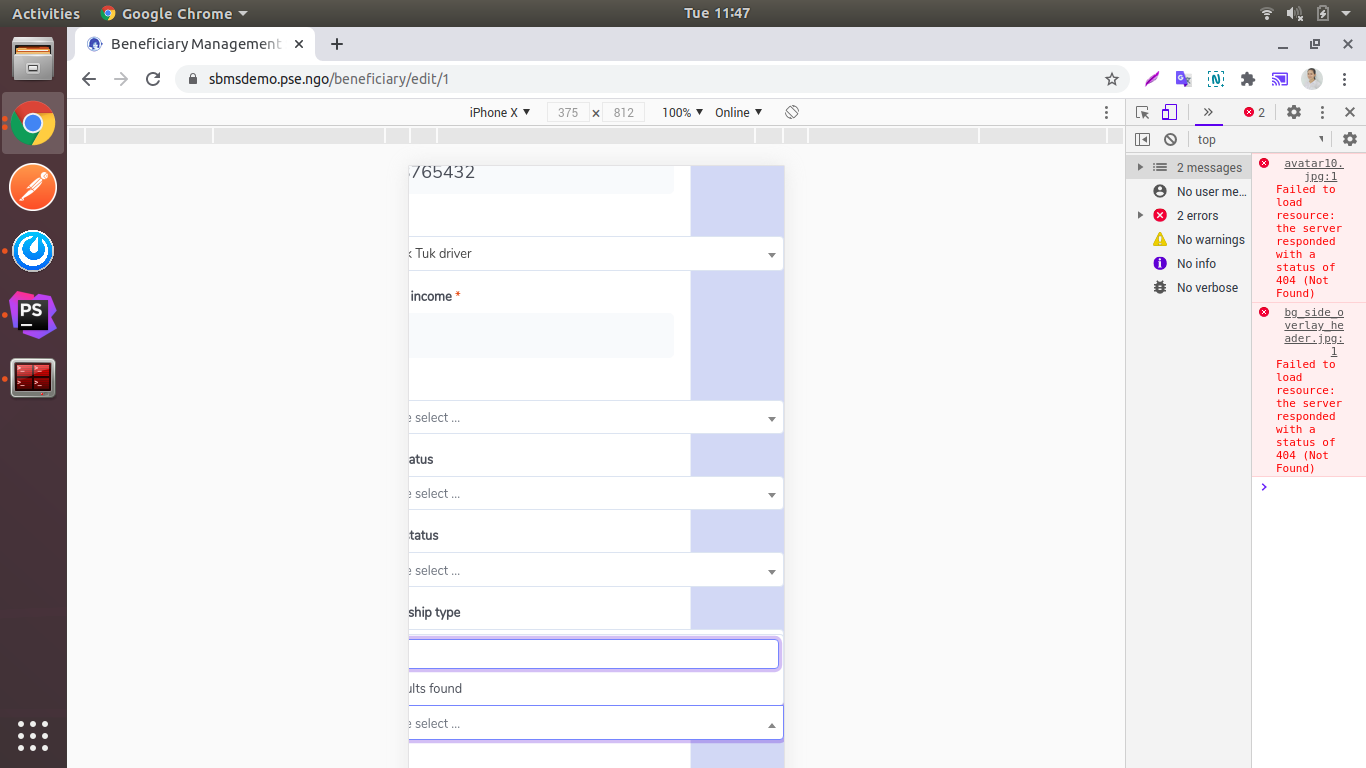 Activities
Google Chrome
Tue 11:47
Beneficiary Management
sbmsdemo.pse.ngo/beneficiary/edit/1
iPhone X
375 × 812
100%
Online
2
top
765432
Tuk driver
income *
select ...
atus
select ...
tatus
select ...
ship type
ults found
select ...
2 messages
No user me...
2 errors
No warnings
No info
No verbose
avatar10.
jpg:1
Failed to
load
resource:
the server
responded
with a
status of
404 (Not
Found)
bg_side_o
verlay_he
ader.jpg:
1
Failed to
load
resource:
the server
responded
with a
status of
404 (Not
Found)
PS